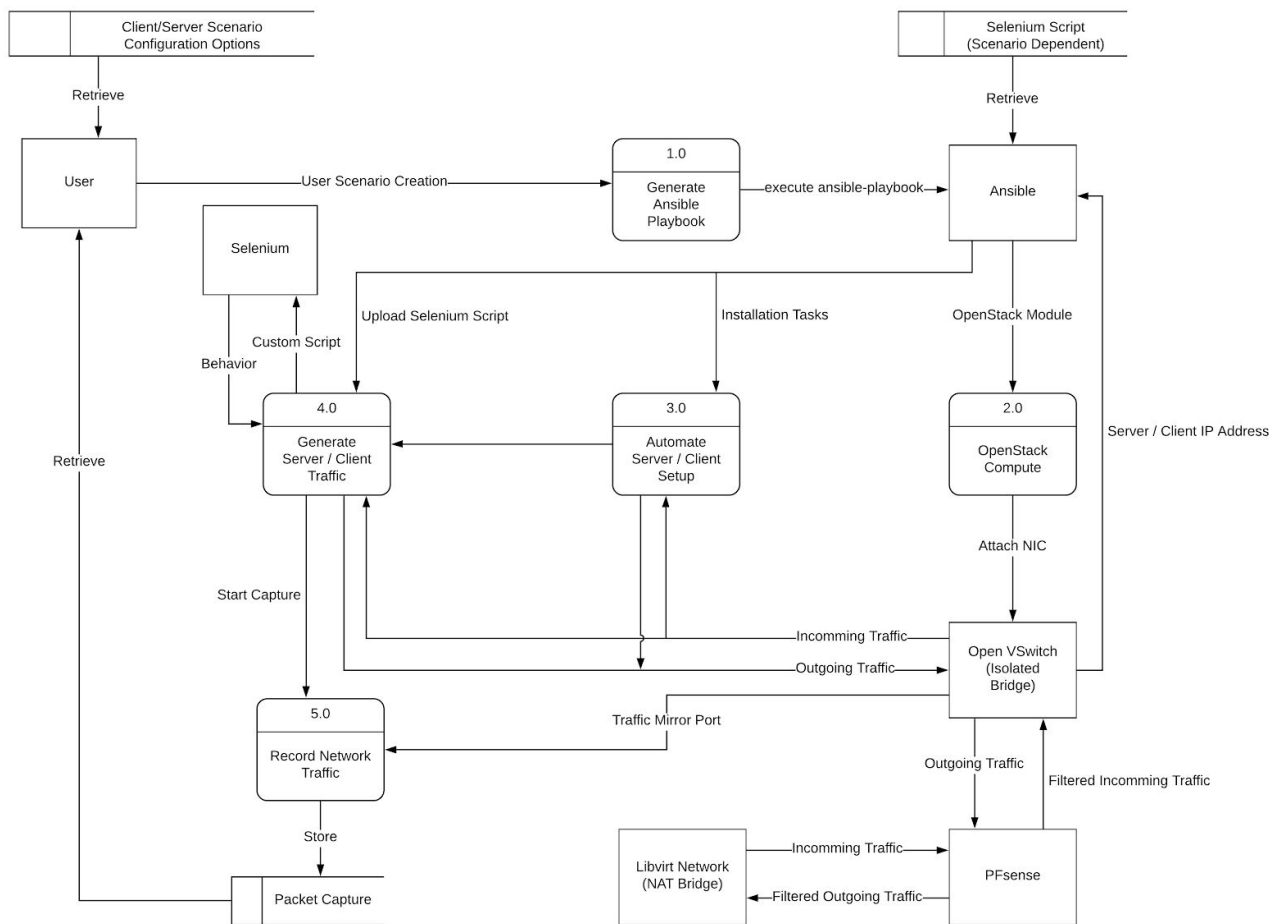 Client/Server Scenario
Configuration Options
Selenium Script
(Scenario Dependent)
Retrieve
Retrieve
User
User Scenario Creation
1.0
Generate
Ansible
Playbook
execute ansible-playbook
Ansible
Selenium
Upload Selenium Script
Installation Tasks
OpenStack Module
Custom Script
Behavior
4.0
Generate
Server / Client
Traffic
3.0
Automate
Server / Client
Setup
2.0
OpenStack
Compute
Server / Client IP Address
Retrieve
Attach NIC
Start Capture
Incomming Traffic
Outgoing Traffic
Open VSwitch
(Isolated
Bridge)
Traffic Mirror Port
5.0
Record Network
Traffic
Outgoing Traffic
Filtered Incomming Traffic
Store
Packet Capture
Libvirt Network
(NAT Bridge)
Incomming Traffic
Filtered Outgoing Traffic
PFsense